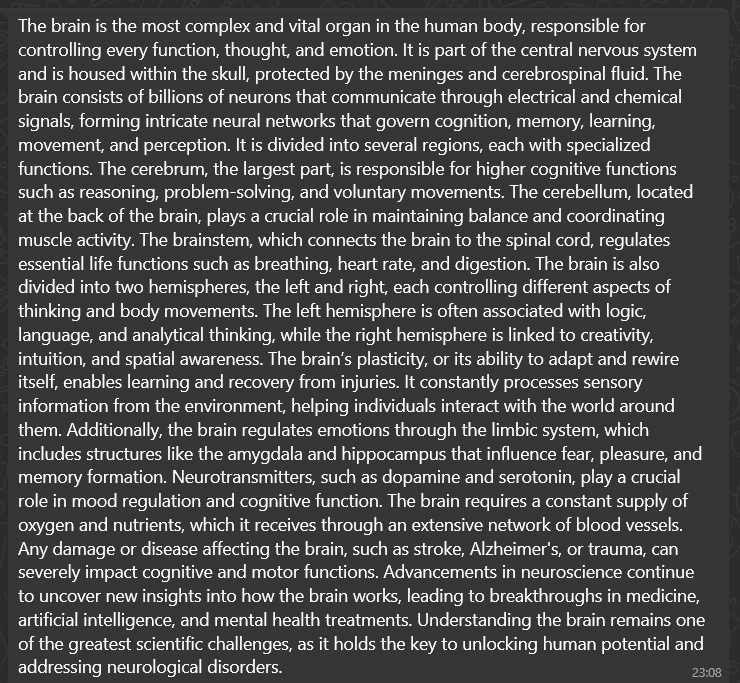 The brain is the most complex and vital organ in the human body, responsible for
controlling every function, thought, and emotion. It is part of the central nervous system
and is housed within the skull, protected by the meninges and cerebrospinal fluid. The
brain consists of billions of neurons that communicate through electrical and chemical
signals, forming intricate neural networks that govern cognition, memory, learning,
movement, and perception. It is divided into several regions, each with specialized
functions. The cerebrum, the largest part, is responsible for higher cognitive functions
such as reasoning, problem-solving, and voluntary movements. The cerebellum, located
at the back of the brain, plays a crucial role in maintaining balance and coordinating
muscle activity. The brainstem, which connects the brain to the spinal cord, regulates
essential life functions such as breathing, heart rate, and digestion. The brain is also
divided into two hemispheres, the left and right, each controlling different aspects of
thinking and body movements. The left hemisphere is often associated with logic,
language, and analytical thinking, while the right hemisphere is linked to creativity,
intuition, and spatial awareness. The brain’s plasticity, or its ability to adapt and rewire
itself, enables learning and recovery from injuries. It constantly processes sensory
information from the environment, helping individuals interact with the world around
them. Additionally, the brain regulates emotions through the limbic system, which
includes structures like the amygdala and hippocampus that influence fear, pleasure, and
memory formation. Neurotransmitters, such as dopamine and serotonin, play a crucial
role in mood regulation and cognitive function. The brain requires a constant supply of
oxygen and nutrients, which it receives through an extensive network of blood vessels.
Any damage or disease affecting the brain, such as stroke, Alzheimer's, or trauma, can
severely impact cognitive and motor functions. Advancements in neuroscience continue
to uncover new insights into how the brain works, leading to breakthroughs in medicine,
artificial intelligence, and mental health treatments. Understanding the brain remains one
of the greatest scientific challenges, as it holds the key to unlocking human potential and
addressing neurological disorders.
23:08